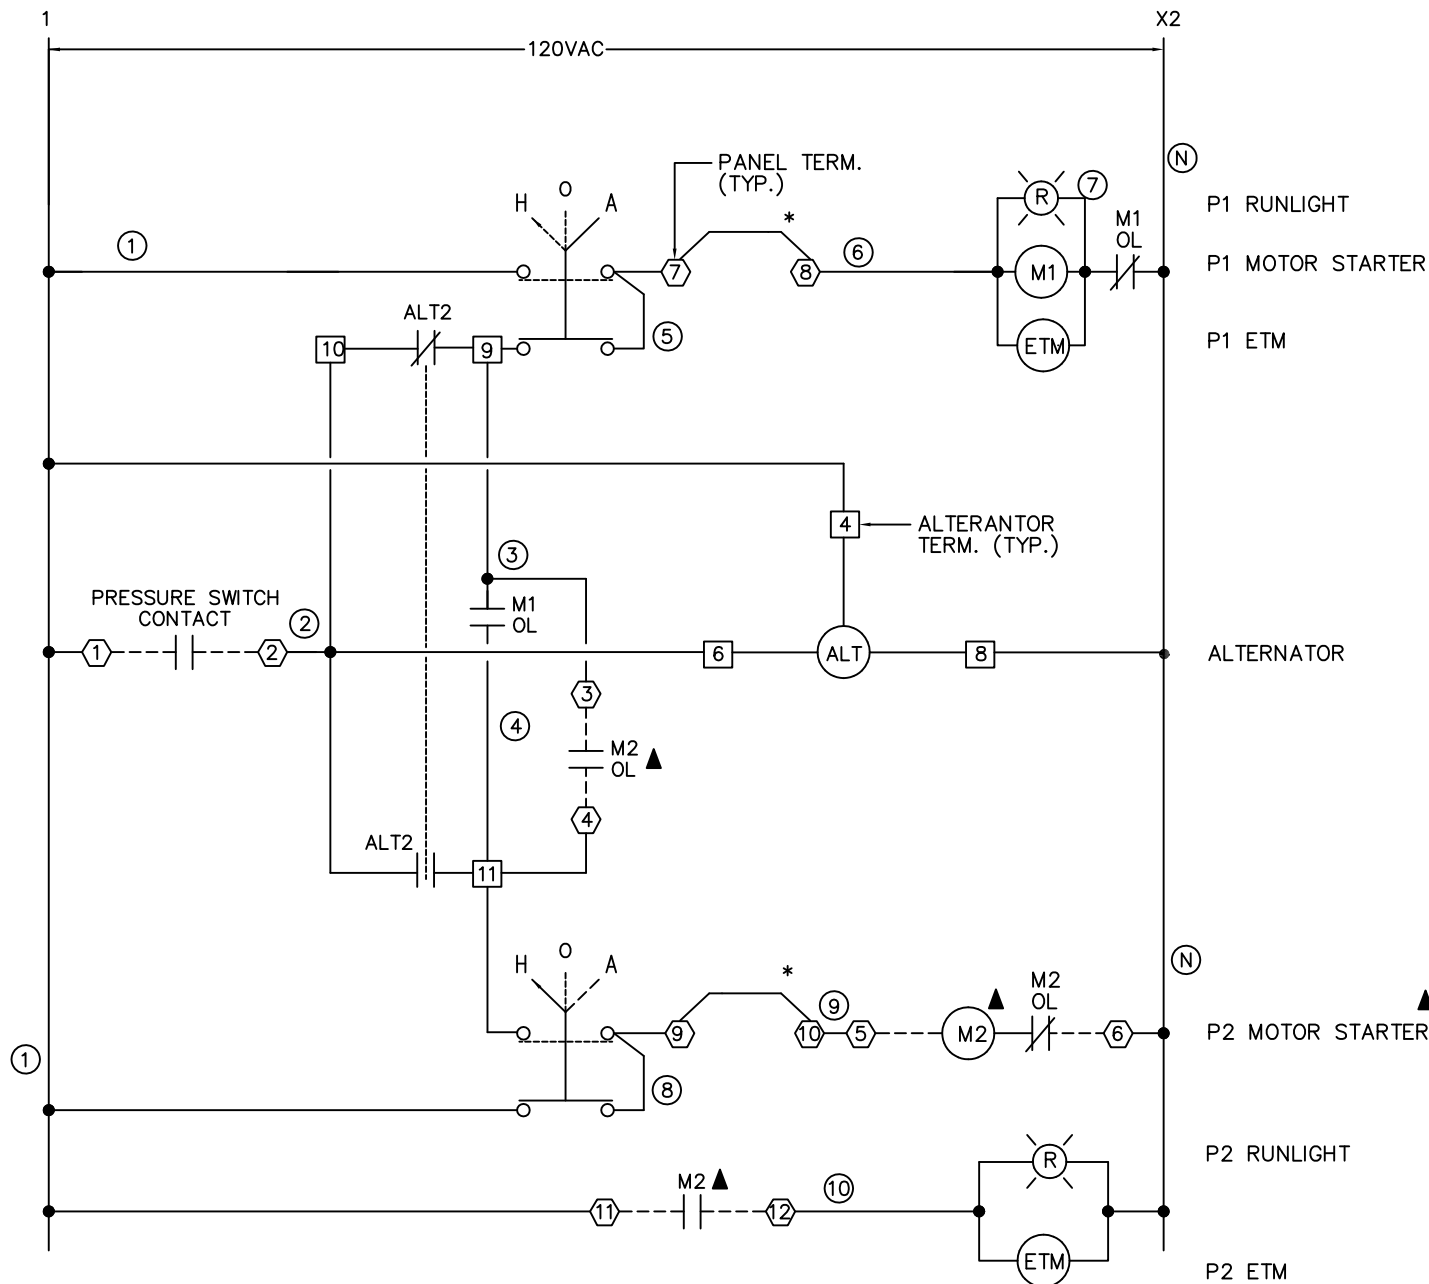 1
X2
120VAC
N
PANEL TERM.
(TYP.)
O
H
A
R
7
P1 RUNLIGHT
*
M1
OL
1
7
8
6
M1
P1 MOTOR STARTER
ALT2
5
10
9
ETM
P1 ETM
4
ALTERANTOR
TERM. (TYP.)
3
PRESSURE SWITCH
CONTACT
M1
OL
2
1
2
6
ALT
8
ALTERNATOR
3
4
M2
OL
4
ALT2
11
O
H
A
*
N
M2
OL
9
9
10
5
M2
6
P2 MOTOR STARTER
1
8
R
P2 RUNLIGHT
M2
10
11
12
ETM
P2 ETM